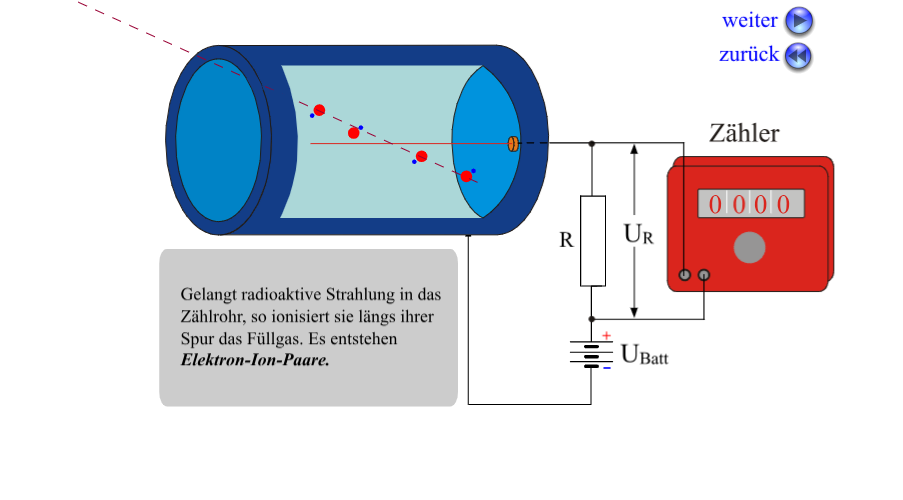 weiter
zurück
Zähler
0000
R
UR
+
UBatt
–
Gelangt radioaktive Strahlung in das
Zählrohr, so ionisiert sie längs ihrer
Spur das Füllgas. Es entstehen
Elektron-Ion-Paare.